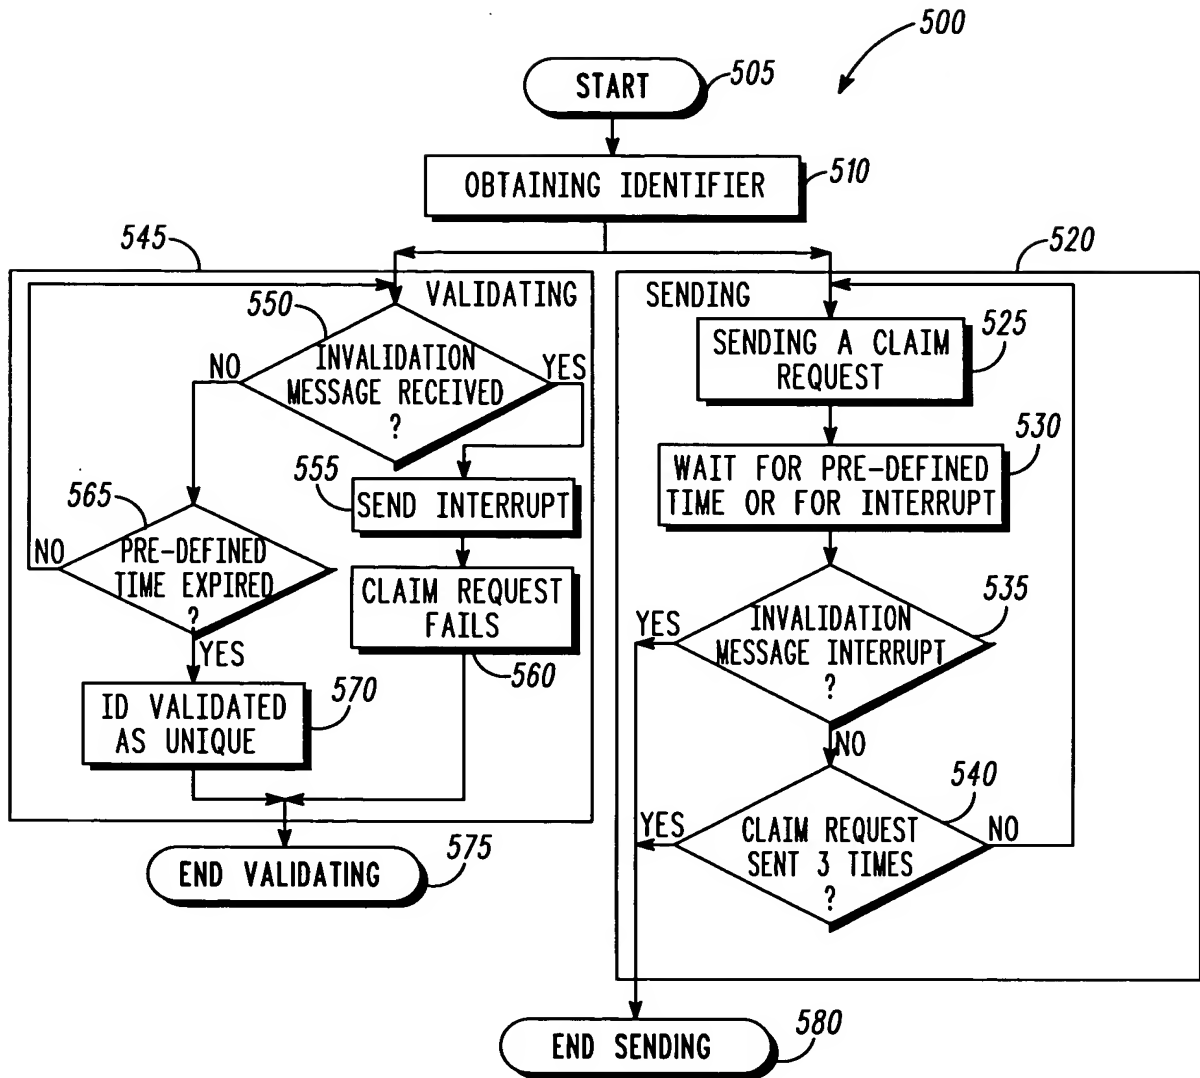 500
START
505
OBTAINING IDENTIFIER
510
545
520
VALIDATING
SENDING
550
INVALIDATION
MESSAGE RECEIVED
?
NO
YES
SENDING A CLAIM
REQUEST
525
WAIT FOR PRE-DEFINED
TIME OR FOR INTERRUPT
530
555
SEND INTERRUPT
565
PRE-DEFINED
TIME EXPIRED
?
NO
YES
CLAIM REQUEST
FAILS
560
INVALIDATION
MESSAGE INTERRUPT
?
535
YES
NO
ID VALIDATED
AS UNIQUE
570
CLAIM REQUEST
SENT 3 TIMES
?
540
YES
NO
END VALIDATING
575
END SENDING
580